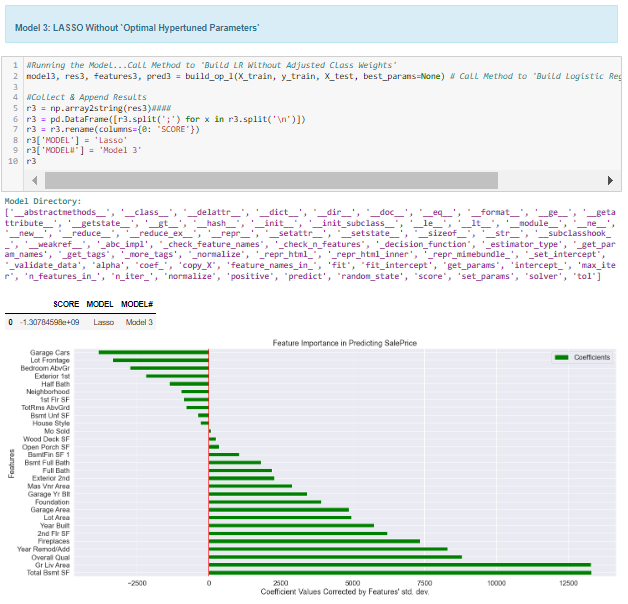 Model 3: LASSO Without `Optimal Hypertuned Parameters`
1 #Running the Model...Call Method to 'Build LR Without Adjusted Class Weights'
2 model3, res3, features3, pred3 = build_op_l(X_train, y_train, X_test, best_params=None) # Call Method to 'Build Logistic Reg
3
4 #Collect & Append Results
5 r3 = np.array2string(res3)####
6 r3 = pd.DataFrame([r3.split(';') for x in r3.split('\n')])
7 r3 = r3.rename(columns={0: 'SCORE'})
8 r3['MODEL'] = 'Lasso'
9 r3['MODEL#'] = 'Model 3'
10 r3
Model Directory:
['__abstractmethods__', '__class__', '__delattr__', '__dict__', '__dir__', '__doc__', '__eq__', '__format__', '__ge__', '__geta
ttribute__', '__getstate__', '__gt__', '__hash__', '__init__', '__init_subclass__', '__le__', '__lt__', '__module__', '__ne__',
'__new__', '__reduce__', '__reduce_ex__', '__repr__', '__setattr__', '__setstate__', '__sizeof__', '__str__', '__subclasshook_
_', '__weakref__', '_abc_impl', '_check_feature_names', '_check_n_features', '_decision_function', '_estimator_type', '_get_par
am_names', '_get_tags', '_more_tags', '_normalize', '_repr_html_', '_repr_html_inner', '_repr_mimebundle_', '_set_intercept',
'_validate_data', 'alpha', 'coef_', 'copy_X', 'feature_names_in_', 'fit', 'fit_intercept', 'get_params', 'intercept_', 'max_ite
r', 'n_features_in_', 'n_iter_', 'normalize', 'positive', 'predict', 'random_state', 'score', 'set_params', 'solver', 'tol']
SCORE MODEL MODEL#
0 -1.30784598e+09 Lasso Model 3
Feature Importance in Predicting SalePrice
Coefficients
Garage Cars
Lot Frontage
Bedroom AbvGr
Exterior 1st
Half Bath
Neighborhood
1st Flr SF
TotRms AbvGrd
Bsmt Unf SF
House Style
Mo Sold
Wood Deck SF
Open Porch SF
BsmtFin SF 1
Bsmt Full Bath
Full Bath
Exterior 2nd
Mas Vnr Area
Garage Yr Blt
Foundation
Garage Area
Lot Area
Year Built
2nd Flr SF
Fireplaces
Year Remod/Add
Overall Qual
Gr Liv Area
Total Bsmt SF
Features
−2500 0 2500 5000 7500 10000 12500
Coefficient Values Corrected by Features' std. dev.